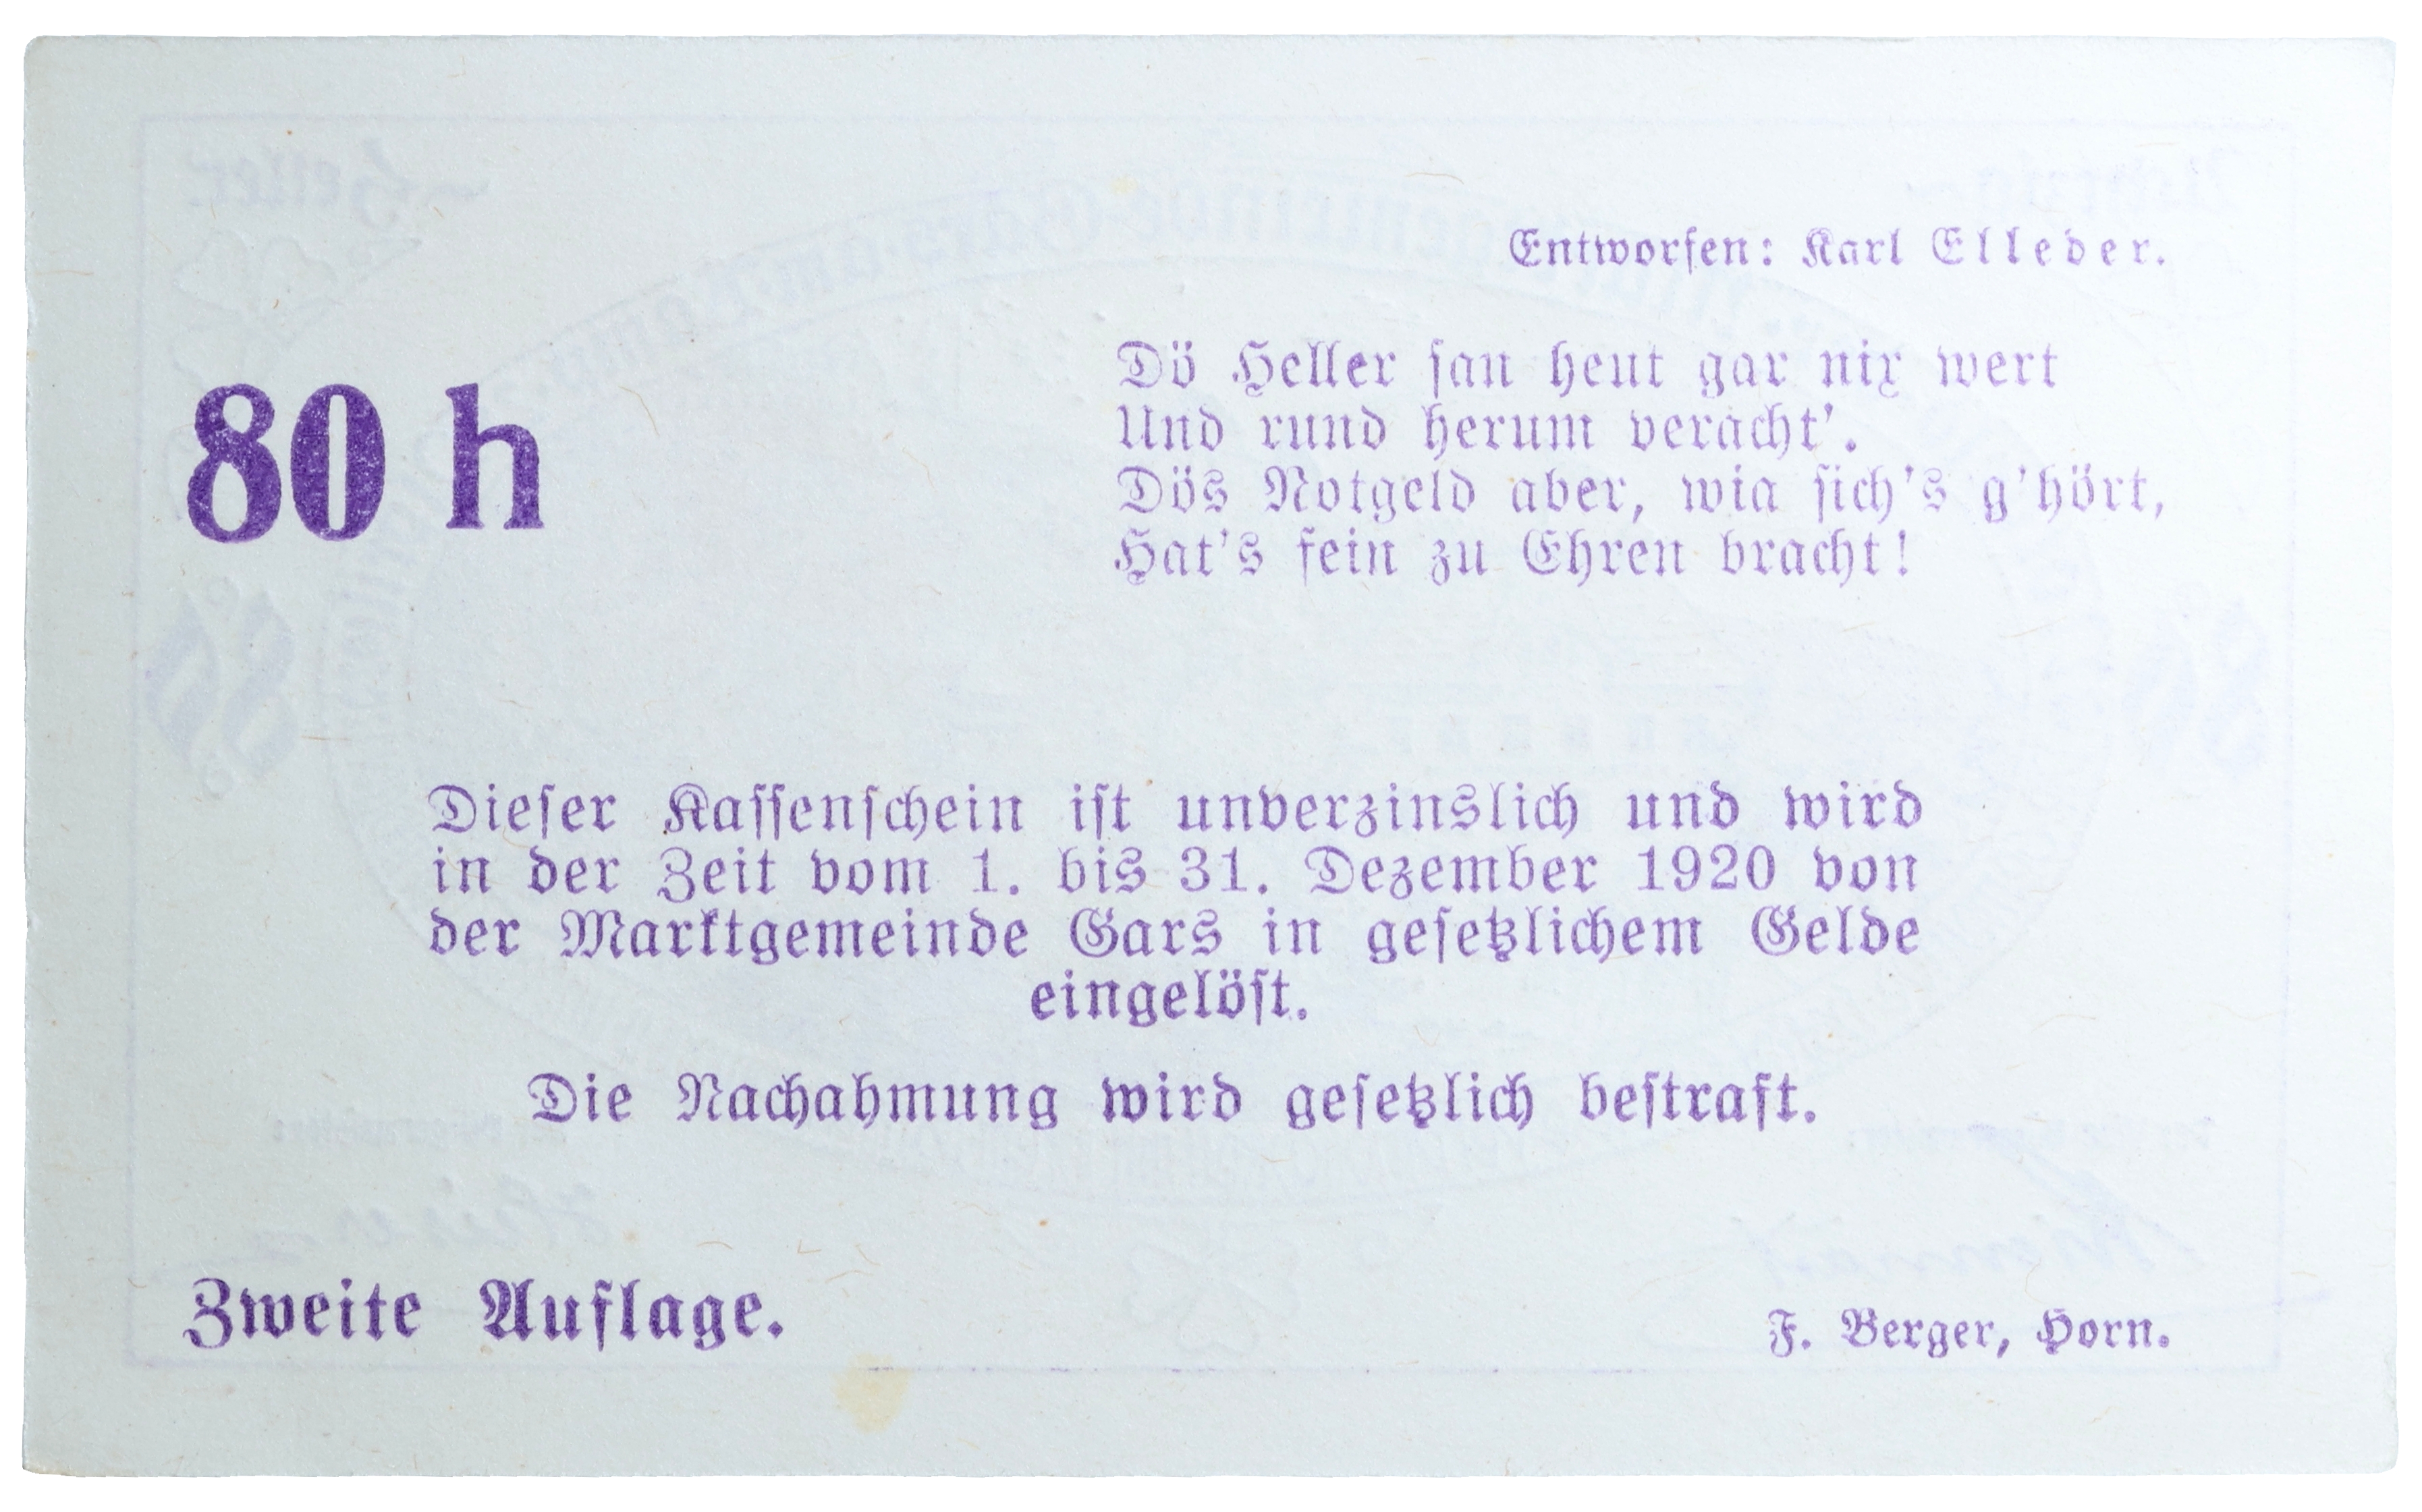 Entworfen: Karl Elleder.
80 h
Dö Heller ſan heut gar nix wert
Und rund herum veracht'.
Dös Notgeld aber, wia ſich's g'hört,
Hat's fein zu Ehren bracht!
Dieſer Kaſſenſchein iſt unverzinslich und wird
in der Zeit vom 1. bis 31. Dezember 1920 von
der Marktgemeinde Gars in geſetzlichem Gelde
eingelöſt.
Die Nachahmung wird geſetzlich beſtraft.
Zweite Auflage.
F. Berger, Horn.